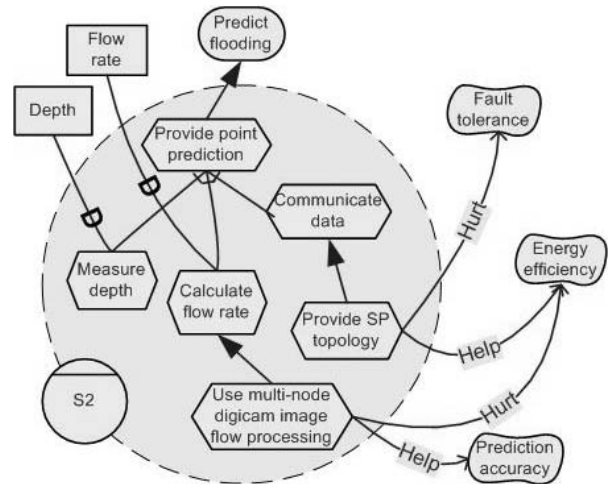 Predict
flooding
Flow
rate
Depth
Provide point
prediction
Fault
tolerance
D
D
Communicate
data
Hurt
Measure
depth
Calculate
flow rate
Energy
efficiency
Provide SP
topology
Help
S2
Use multi-node
digicam image
flow processing
Hurt
Help
Prediction
accuracy